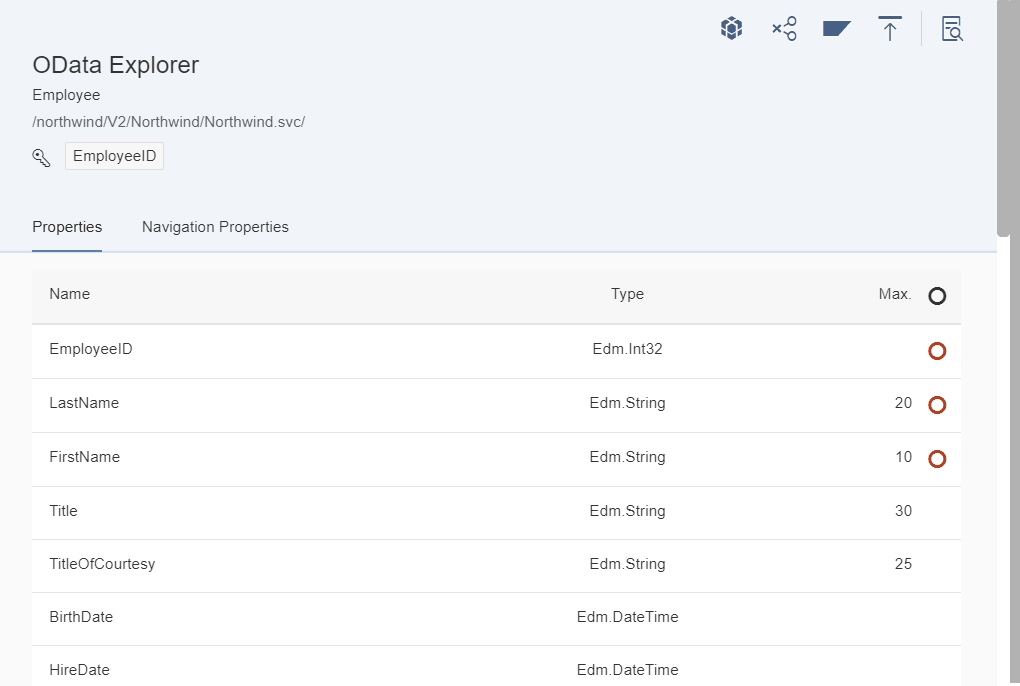 OData Explorer
Employee
/northwind/V2/Northwind/Northwind.svc/
EmployeeID
Properties Navigation Properties
Name Type Max.
EmployeeID Edm.Int32
LastName Edm.String 20
FirstName Edm.String 10
Title Edm.String 30
TitleOfCourtesy Edm.String 25
BirthDate Edm.DateTime
HireDate Edm.DateTime